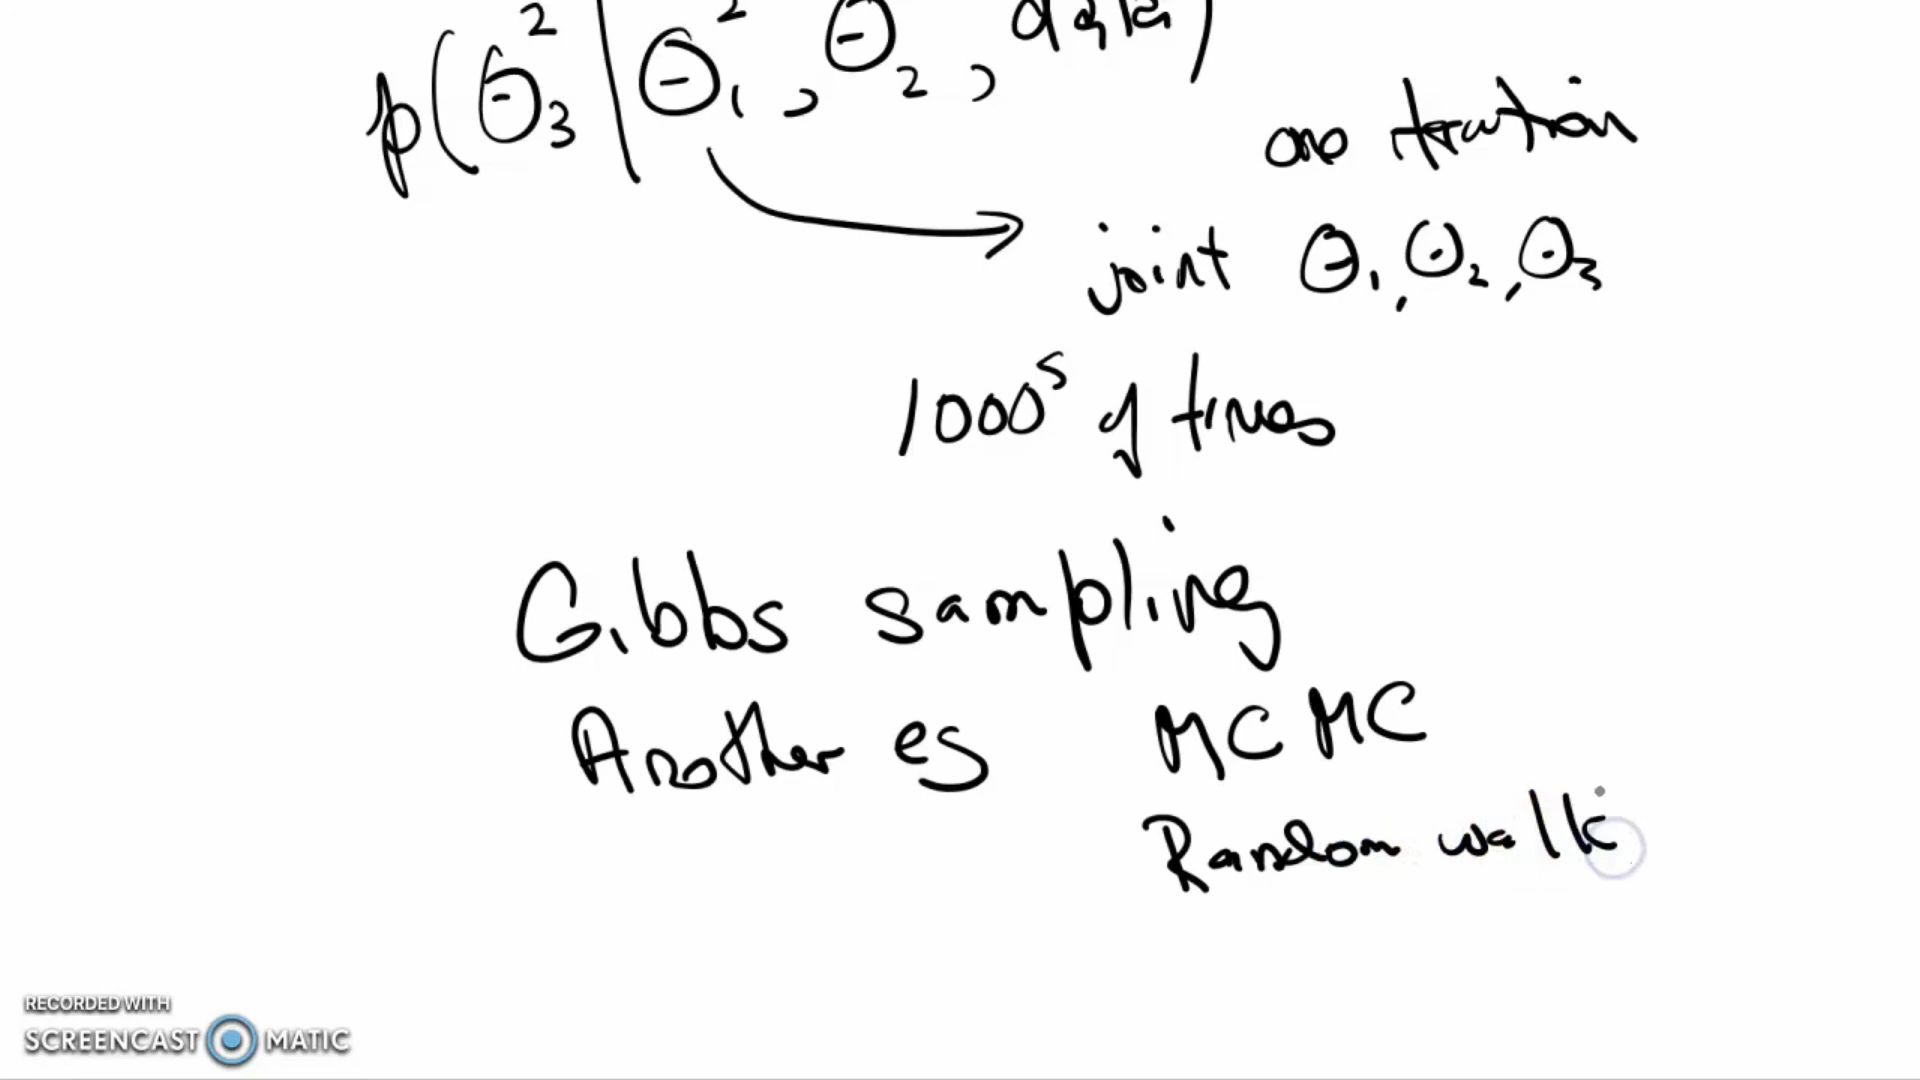 p(θ₃² | θ₁², θ₂, data)
one iteration
joint θ₁, θ₂, θ₃
1000s of times
Gibbs sampling
Another eg MCMC
Random walk
RECORDED WITH
SCREENCAST MATIC